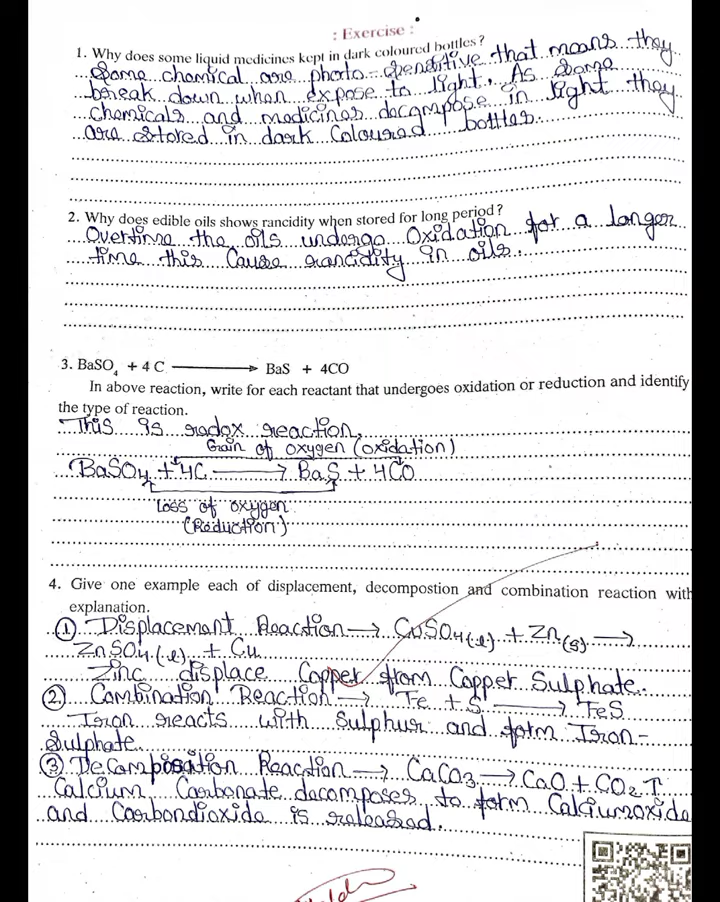 : Exercise :
1. Why does some liquid medicines kept in dark coloured bottles?
Some chemical are photo-sensitive that means they
break down when expose to light. As some
chemicals and medicines decompose in light they
are stored in dark Coloured bottles.
2. Why does edible oils shows rancidity when stored for long period?
Overtime the oils undergo Oxidation for a longer
time this Cause rancidity in oils.
3. BaSO₄ + 4 C ⟶ BaS + 4CO
In above reaction, write for each reactant that undergoes oxidation or reduction and identify
the type of reaction.
This is redox reaction.
Gain of oxygen (oxidation)
BaSO₄ + 4C ⟶ BaS + 4CO
Loss of oxygen
(Reduction)
4. Give one example each of displacement, decompostion and combination reaction with
explanation.
① Displacement Reaction → CuSO₄(l) + Zn(s) ⟶
ZnSO₄(l) + Cu
Zinc displace Copper from Copper Sulphate.
② Combination Reaction → Fe + S ⟶ FeS
Iron reacts with Sulphur and form Iron-
Sulphate.
③ Decomposation Reaction → CaCO₃ → CaO + CO₂ ↑
Calcium Carbonate decomposes to form Calciumoxide
and Carbondioxide is released.